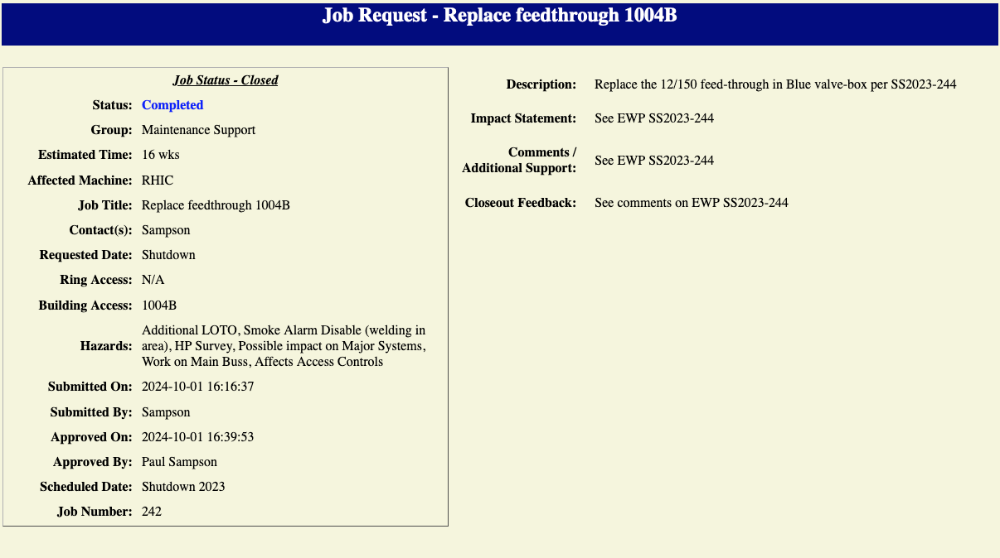 Job Request - Replace feedthrough 1004B
Job Status - Closed
Status: Completed
Group: Maintenance Support
Estimated Time: 16 wks
Affected Machine: RHIC
Job Title: Replace feedthrough 1004B
Contact(s): Sampson
Requested Date: Shutdown
Ring Access: N/A
Building Access: 1004B
Hazards: Additional LOTO, Smoke Alarm Disable (welding in
area), HP Survey, Possible impact on Major Systems,
Work on Main Buss, Affects Access Controls
Submitted On: 2024-10-01 16:16:37
Submitted By: Sampson
Approved On: 2024-10-01 16:39:53
Approved By: Paul Sampson
Scheduled Date: Shutdown 2023
Job Number: 242
Description: Replace the 12/150 feed-through in Blue valve-box per SS2023-244
Impact Statement: See EWP SS2023-244
Comments /
Additional Support: See EWP SS2023-244
Closeout Feedback: See comments on EWP SS2023-244